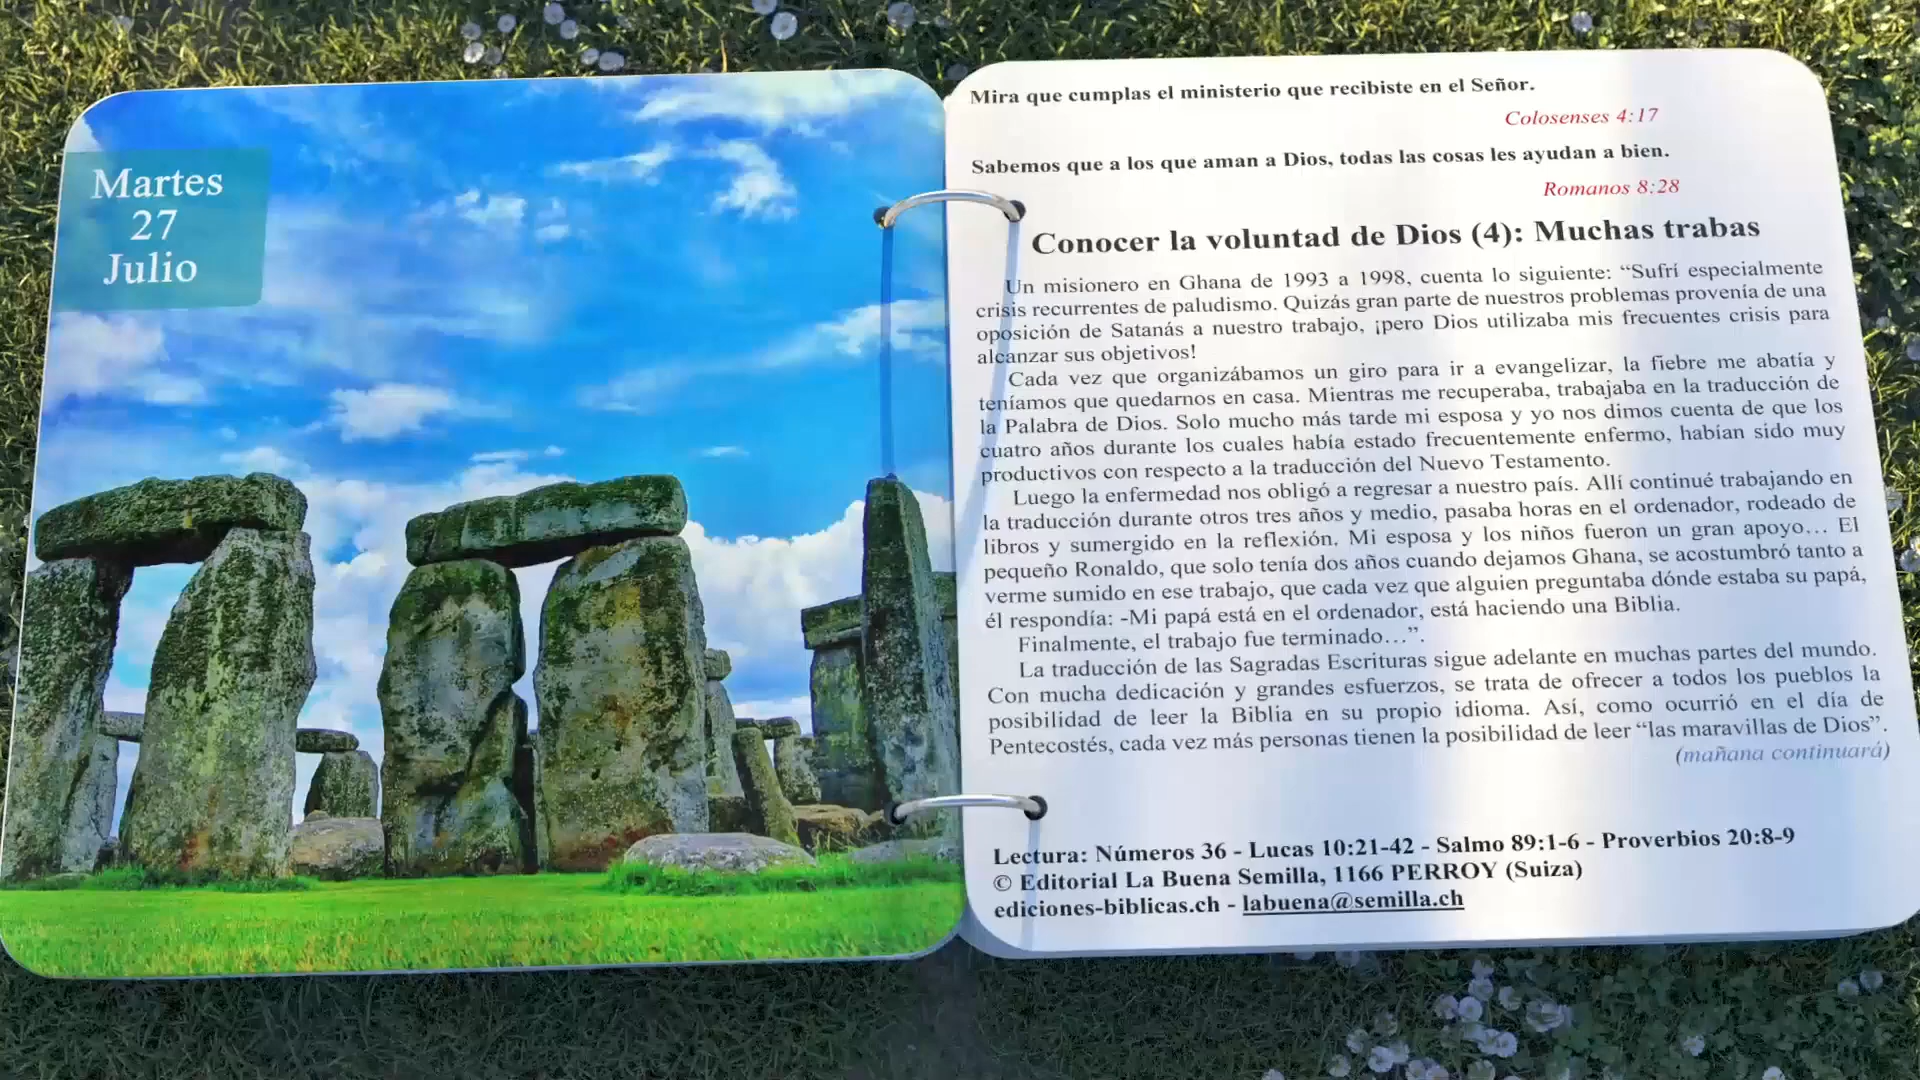 Martes
27
Julio
Mira que cumplas el ministerio que recibiste en el Señor.
Colosenses 4:17
Sabemos que a los que aman a Dios, todas las cosas les ayudan a bien.
Romanos 8:28
Conocer la voluntad de Dios (4): Muchas trabas
Un misionero en Ghana de 1993 a 1998, cuenta lo siguiente: “Sufrí especialmente
crisis recurrentes de paludismo. Quizás gran parte de nuestros problemas provenía de una
oposición de Satanás a nuestro trabajo, ¡pero Dios utilizaba mis frecuentes crisis para
alcanzar sus objetivos!
Cada vez que organizábamos un giro para ir a evangelizar, la fiebre me abatía y
teníamos que quedarnos en casa. Mientras me recuperaba, trabajaba en la traducción de
la Palabra de Dios. Solo mucho más tarde mi esposa y yo nos dimos cuenta de que los
cuatro años durante los cuales había estado frecuentemente enfermo, habían sido muy
productivos con respecto a la traducción del Nuevo Testamento.
Luego la enfermedad nos obligó a regresar a nuestro país. Allí continué trabajando en
la traducción durante otros tres años y medio, pasaba horas en el ordenador, rodeado de
libros y sumergido en la reflexión. Mi esposa y los niños fueron un gran apoyo… El
pequeño Ronaldo, que solo tenía dos años cuando dejamos Ghana, se acostumbró tanto a
verme sumido en ese trabajo, que cada vez que alguien preguntaba dónde estaba su papá,
él respondía: -Mi papá está en el ordenador, está haciendo una Biblia.
Finalmente, el trabajo fue terminado…”.
La traducción de las Sagradas Escrituras sigue adelante en muchas partes del mundo.
Con mucha dedicación y grandes esfuerzos, se trata de ofrecer a todos los pueblos la
posibilidad de leer la Biblia en su propio idioma. Así, como ocurrió en el día de
Pentecostés, cada vez más personas tienen la posibilidad de leer “las maravillas de Dios”.
(mañana continuará)
Lectura: Números 36 - Lucas 10:21-42 - Salmo 89:1-6 - Proverbios 20:8-9
© Editorial La Buena Semilla, 1166 PERROY (Suiza)
ediciones-biblicas.ch - labuena@semilla.ch